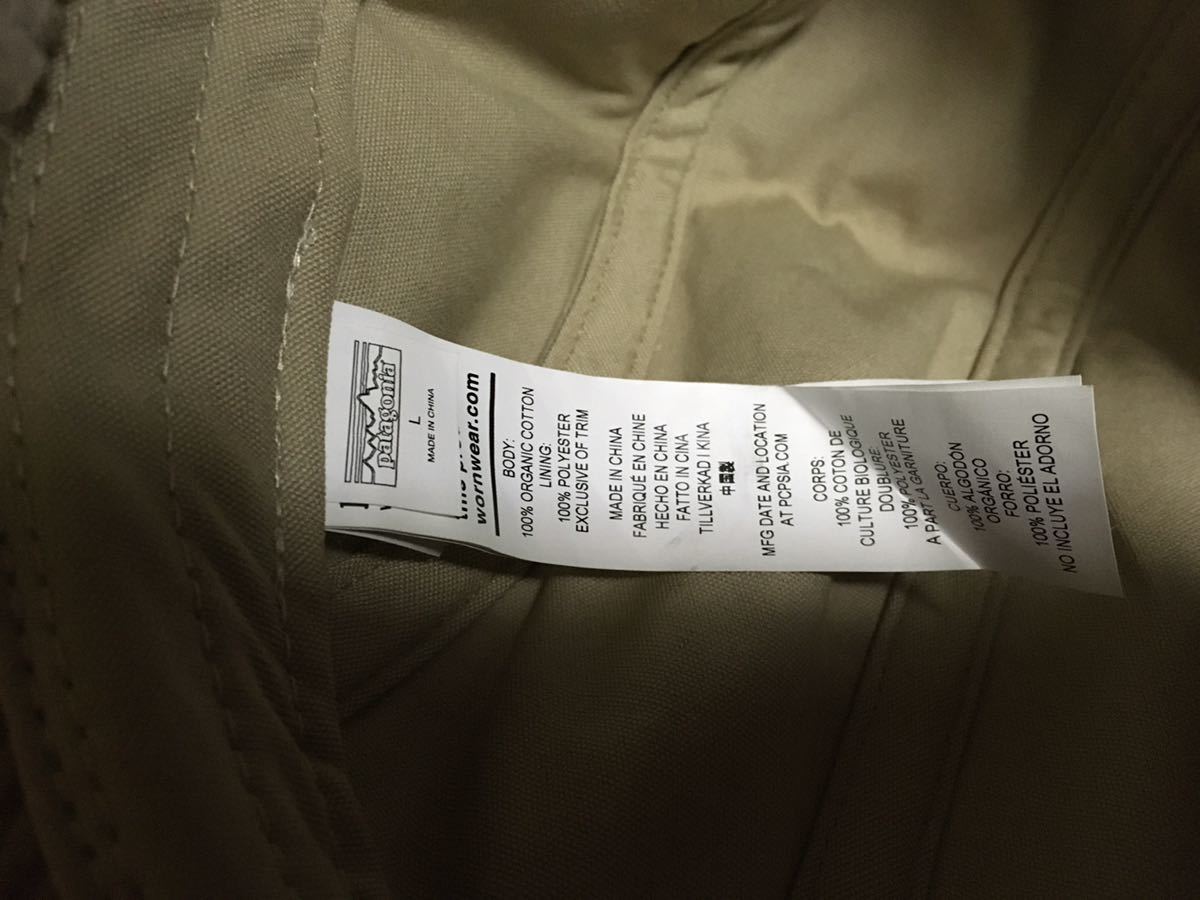 patagonia
L
MADE IN CHINA
wornwear.com
BODY:
100% ORGANIC COTTON
LINING:
100% POLYESTER
EXCLUSIVE OF TRIM
MADE IN CHINA
FABRIQUÉ EN CHINE
HECHO EN CHINA
FATTO IN CINA
TILLVERKAD I KINA
中国製
MFG DATE AND LOCATION
AT PCPSIA.COM
CORPS:
100% COTON DE
CULTURE BIOLOGIQUE
DOUBLURE:
100% POLYESTER
À PART LA GARNITURE
CUERPO:
100% ALGODÓN
ORGÁNICO
FORRO:
100% POLIÉSTER
NO INCLUYE EL ADORNO